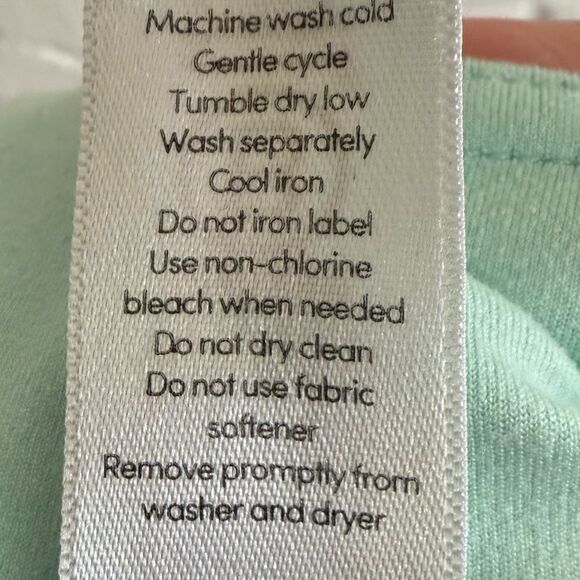 Machine wash cold
Gentle cycle
Tumble dry low
Wash separately
Cool iron
Do not iron label
Use non-chlorine
bleach when needed
Do not dry clean
Do not use fabric
softener
Remove promptly from
washer and dryer